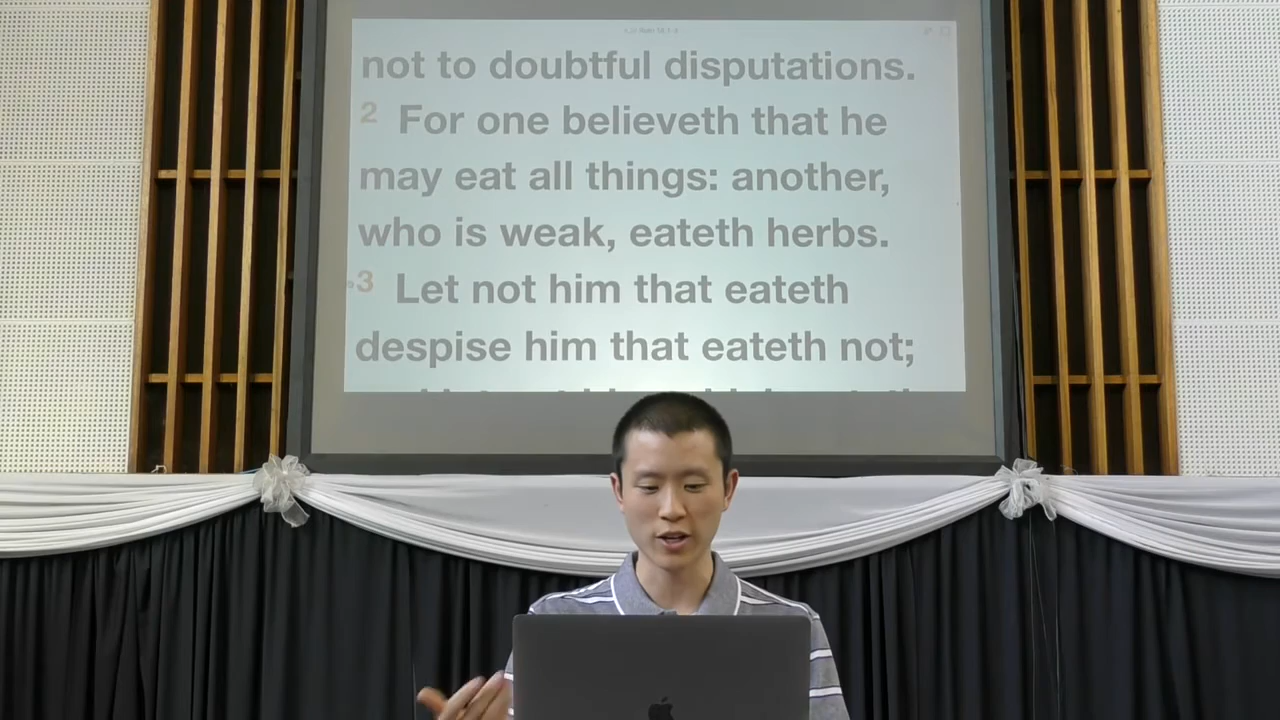 not to doubtful disputations.
2 For one believeth that he
may eat all things: another,
who is weak, eateth herbs.
3 Let not him that eateth
despise him that eateth not;